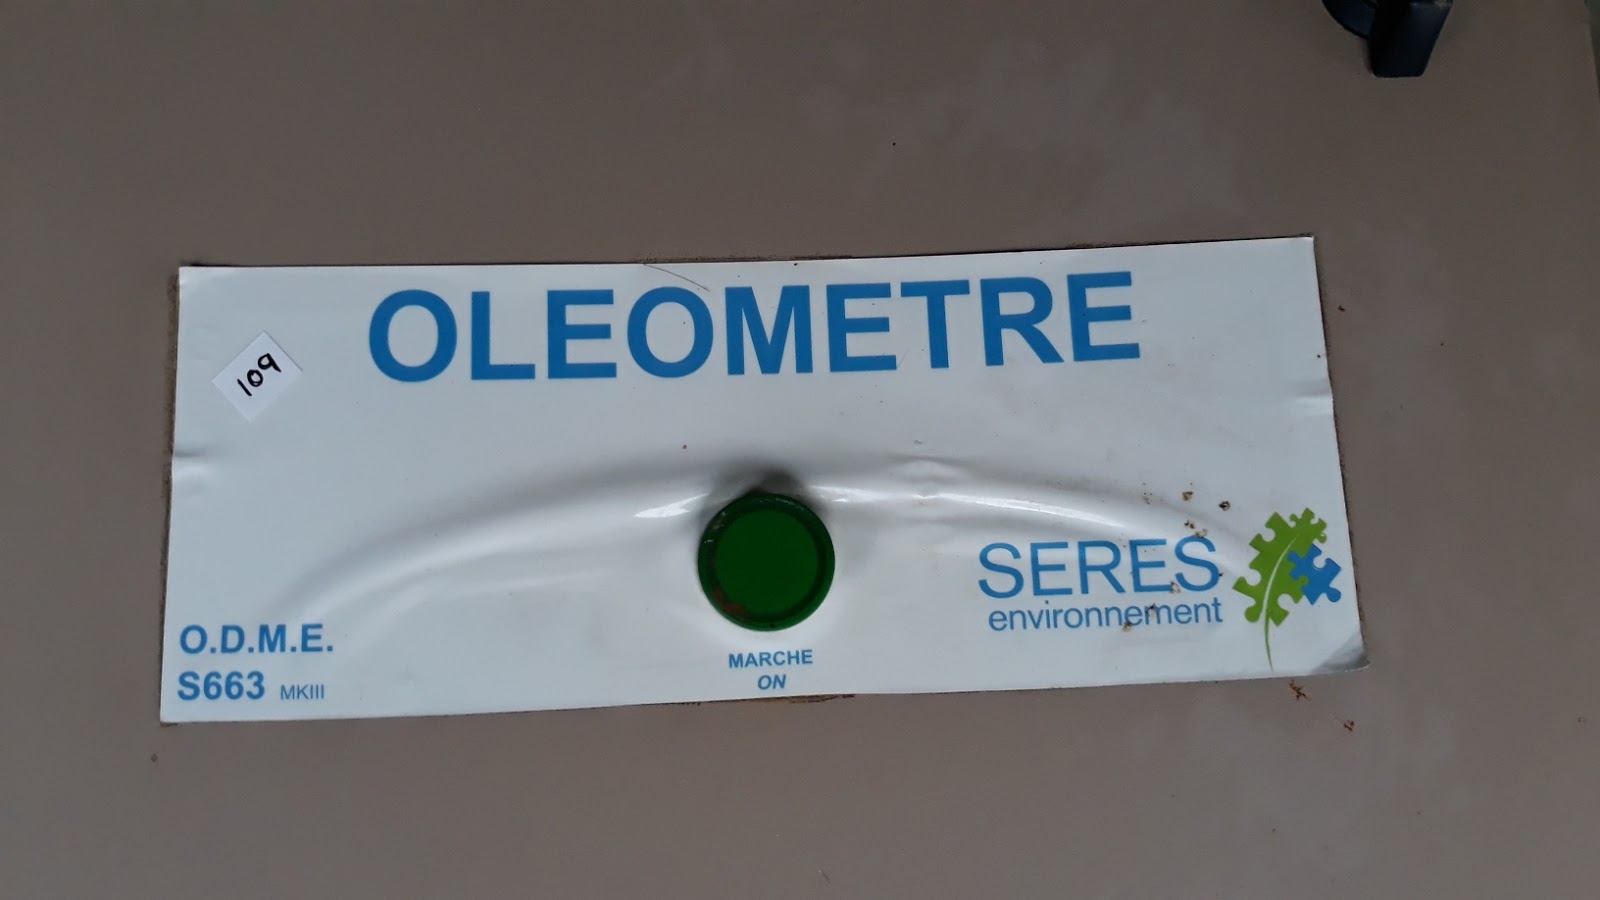 OLEOMETRE
109
SERES
environnement
O.D.M.E.
S663 MKIII
MARCHE
ON